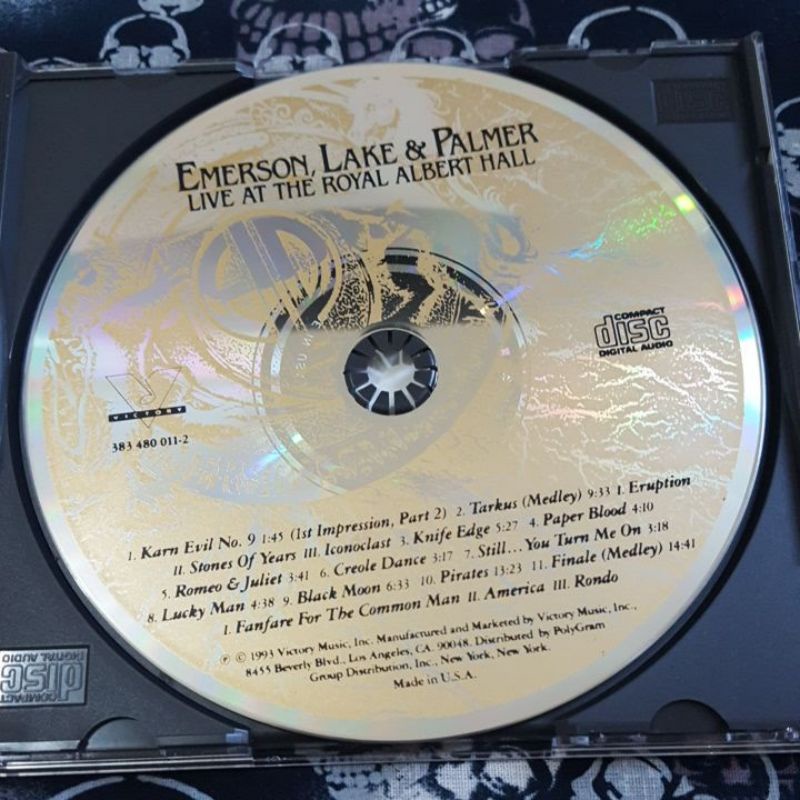 EMERSON, LAKE & PALMER
LIVE AT THE ROYAL ALBERT HALL
COMPACT
disc
DIGITAL AUDIO
VICTORY
383 480 011-2
1. Karn Evil No. 9 1:45 (1st Impression, Part 2) 2. Tarkus (Medley) 9:33 I. Eruption
II. Stones Of Years III. Iconoclast 3. Knife Edge 5:27 4. Paper Blood 4:10
5. Romeo & Juliet 3:41 6. Creole Dance 3:17 7. Still...You Turn Me On 3:18
8. Lucky Man 4:38 9. Black Moon 6:33 10. Pirates 13:23 11. Finale (Medley) 14:41
I. Fanfare For The Common Man II. America III. Rondo
℗ © 1993 Victory Music, Inc. Manufactured and Marketed by Victory Music, Inc.,
8455 Beverly Blvd., Los Angeles, CA. 90048. Distributed by PolyGram
Group Distribution, Inc., New York, New York.
Made in U.S.A.
disc
COMPACT
disc
DIGITAL AUDIO